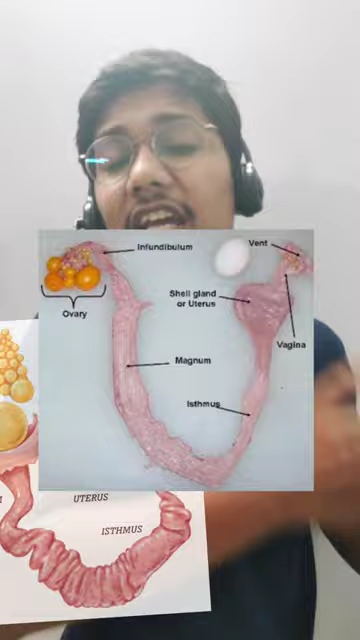 Infundibulum
Vent
Ovary
Shell gland
or Uterus
Vagina
Magnum
Isthmus
UTERUS
ISTHMUS